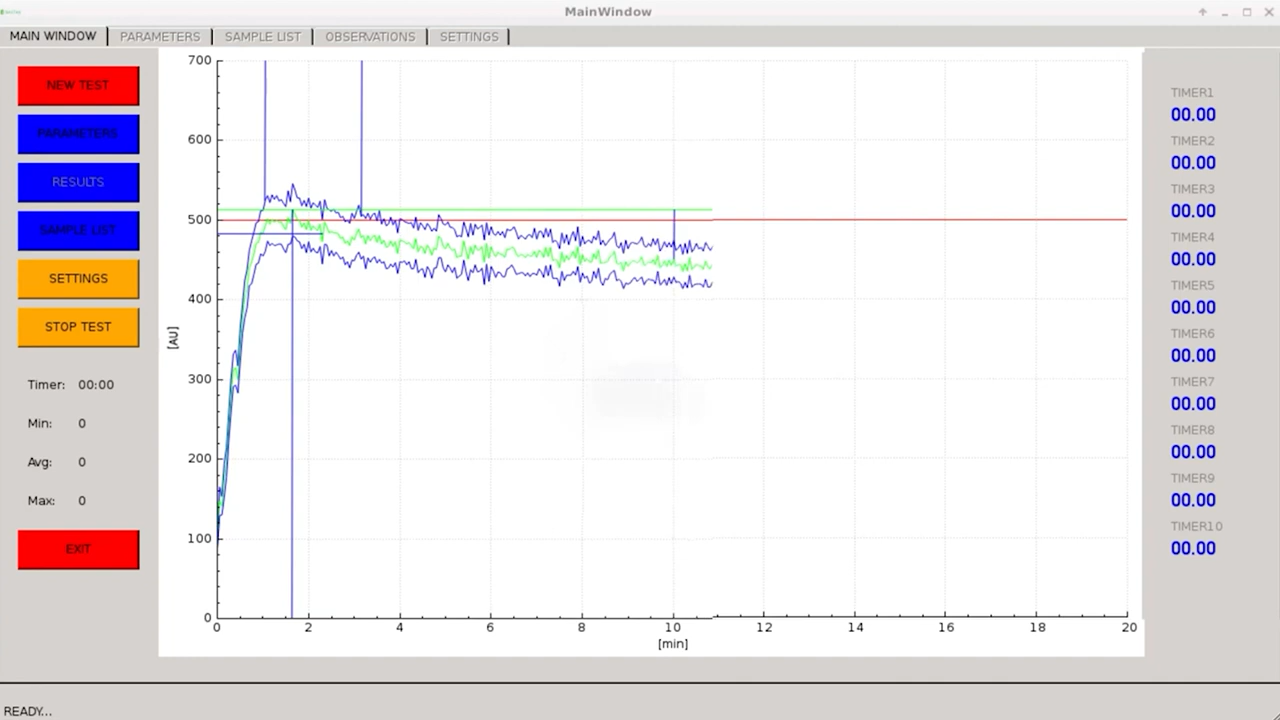 MainWindow
MAIN WINDOW
PARAMETERS
SAMPLE LIST
OBSERVATIONS
SETTINGS
NEW TEST
PARAMETERS
RESULTS
SAMPLE LIST
SETTINGS
STOP TEST
Timer: 00:00
Min: 0
Avg: 0
Max: 0
EXIT
700
600
500
400
300
200
100
0
[AU]
0 2 4 6 8 10 12 14 16 18 20
[min]
TIMER1
00.00
TIMER2
00.00
TIMER3
00.00
TIMER4
00.00
TIMER5
00.00
TIMER6
00.00
TIMER7
00.00
TIMER8
00.00
TIMER9
00.00
TIMER10
00.00
READY...